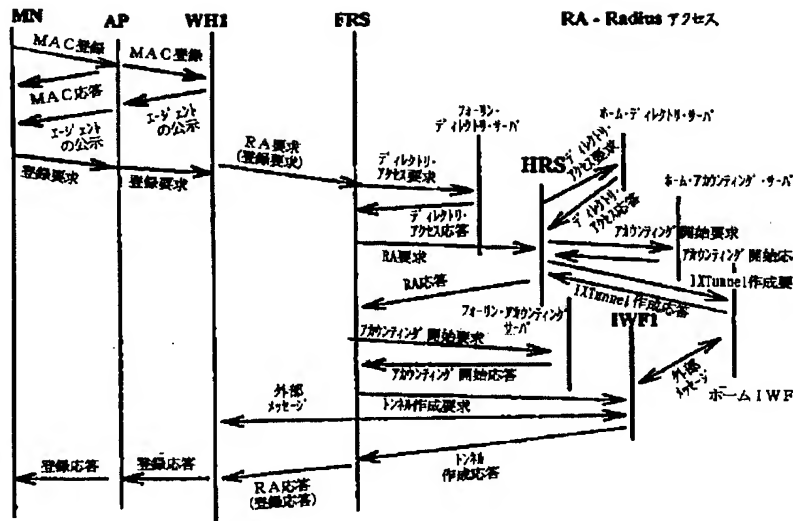 MN
AP
WH1
FRS
RA - Radius アクセス
MAC登録
MAC登録
MAC応答
エージェント
の公示
エージェント
の公示
登録要求
登録要求
RA要求
(登録要求)
フォーリン・
ディレクトリ・サーバ
ディレクトリ・
アクセス要求
ディレクトリ・
アクセス応答
RA要求
RA応答
HRS
ホーム・ディレクトリ・サーバ
ディレクトリ・
アクセス要求
ディレクトリ・
アクセス応答
ホーム・アカウンティング・サーバ
アカウンティング開始要求
アカウンティング開始応
IXTunnel作成要
IXTunnel作成応答
フォーリン・アカウンティング
サーバ
IWF1
アカウンティング開始要求
アカウンティング開始応答
外部
メッセージ
ホームIWF
外部
メッセージ
トンネル作成要求
トンネル
作成応答
RA応答
(登録応答)
登録応答
登録応答